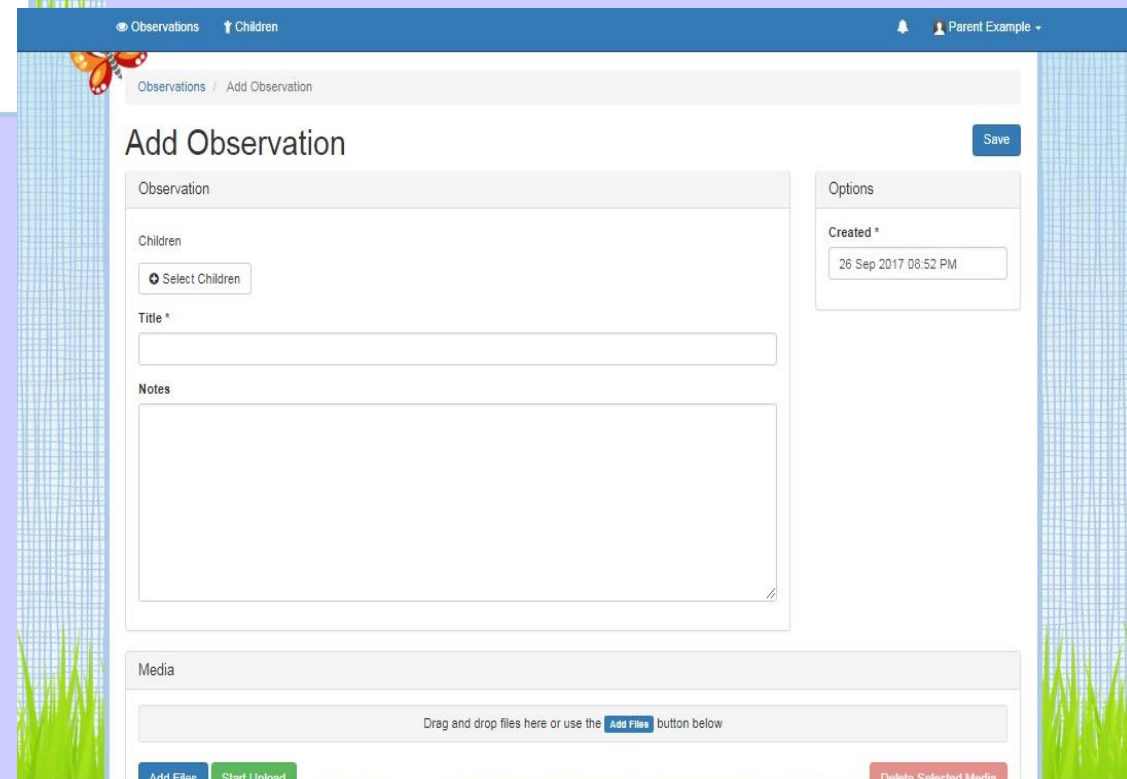 Observations Children Parent Example
Observations / Add Observation
Add Observation
Save
Observation
Options
Children
Created *
Select Children
26 Sep 2017 08:52 PM
Title *
Notes
Media
Drag and drop files here or use the Add Files button below
Add Files Start Upload Delete Selected Media